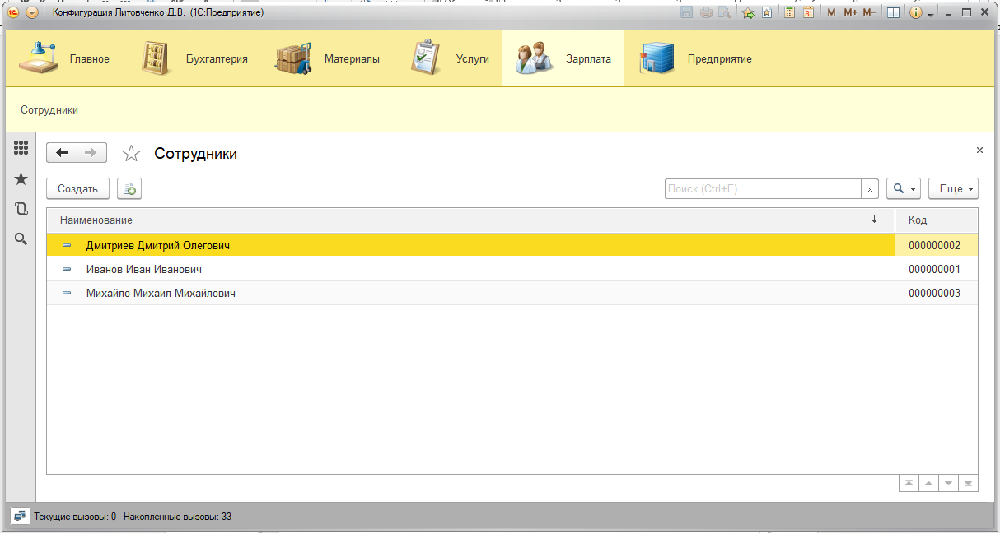 Конфигурация Литовченко Д.В. (1С:Предприятие)
M M+ M-
Главное Бухгалтерия Материалы Услуги Зарплата Предприятие
Сотрудники
Сотрудники
Создать Поиск (Ctrl+F) Еще
Наименование Код
Дмитриев Дмитрий Олегович 000000002
Иванов Иван Иванович 000000001
Михайло Михаил Михайлович 000000003
Текущие вызовы: 0 Накопленные вызовы: 33